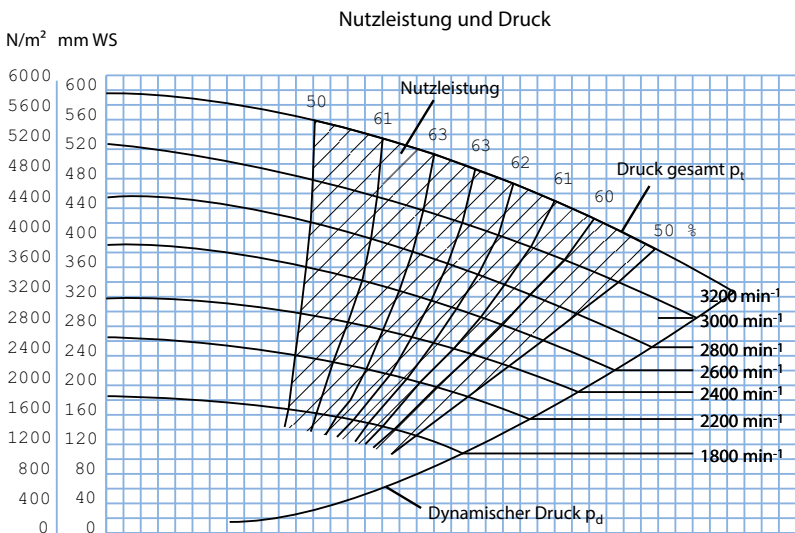 Nutzleistung und Druck
N/m² mm WS
6000 600
5600 560
5200 520
4800 480
4400 440
4000 400
3600 360
3200 320
2800 280
2400 240
2000 200
1600 160
1200 120
800 80
400 40
0 0
Nutzleistung
50
61
63
63
62
61
60
50 %
Druck gesamt pt
3200 min-1
3000 min-1
2800 min-1
2600 min-1
2400 min-1
2200 min-1
1800 min-1
Dynamischer Druck pd